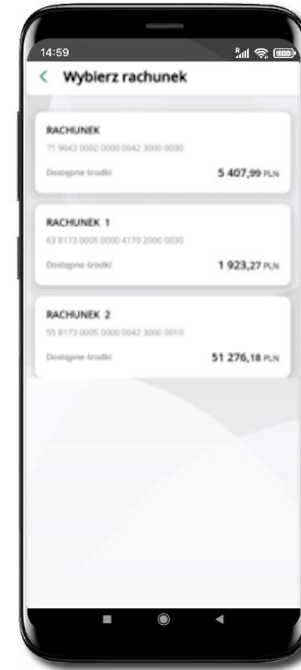 14:59
Wybierz rachunek
RACHUNEK
71 9043 0002 0000 0042 3000 0030
Dostępne środki 5 407,99 PLN
RACHUNEK 1
63 8173 0005 0000 4170 2000 0030
Dostępne środki 1 923,27 PLN
RACHUNEK 2
55 8173 0005 0000 0042 3000 0010
Dostępne środki 51 276,18 PLN